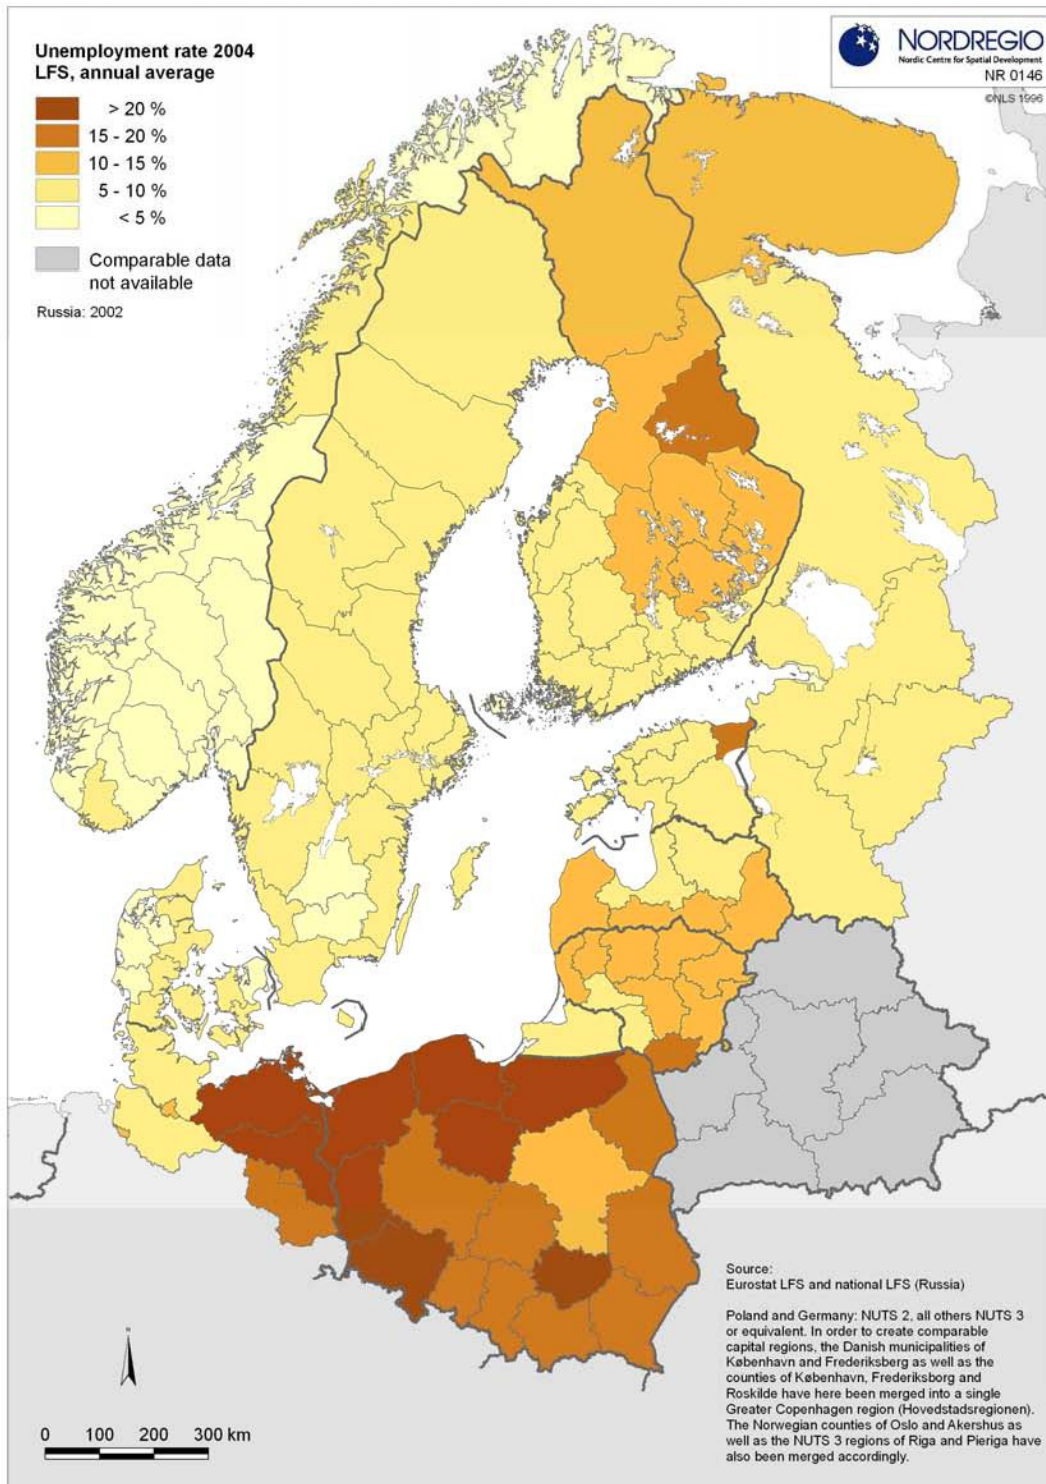 Unemployment rate 2004
LFS, annual average
> 20 %
15 - 20 %
10 - 15 %
5 - 10 %
< 5 %
Comparable data
not available
Russia: 2002
NORDREGIO
Nordic Centre for Spatial Development
NR 0146
©NLS 1996
Source:
Eurostat LFS and national LFS (Russia)
Poland and Germany: NUTS 2, all others NUTS 3
or equivalent. In order to create comparable
capital regions, the Danish municipalities of
København and Frederiksberg as well as the
counties of København, Frederiksborg and
Roskilde have here been merged into a single
Greater Copenhagen region (Hovedstadsregionen).
The Norwegian counties of Oslo and Akershus as
well as the NUTS 3 regions of Riga and Pieriga have
also been merged accordingly.
N
0 100 200 300 km